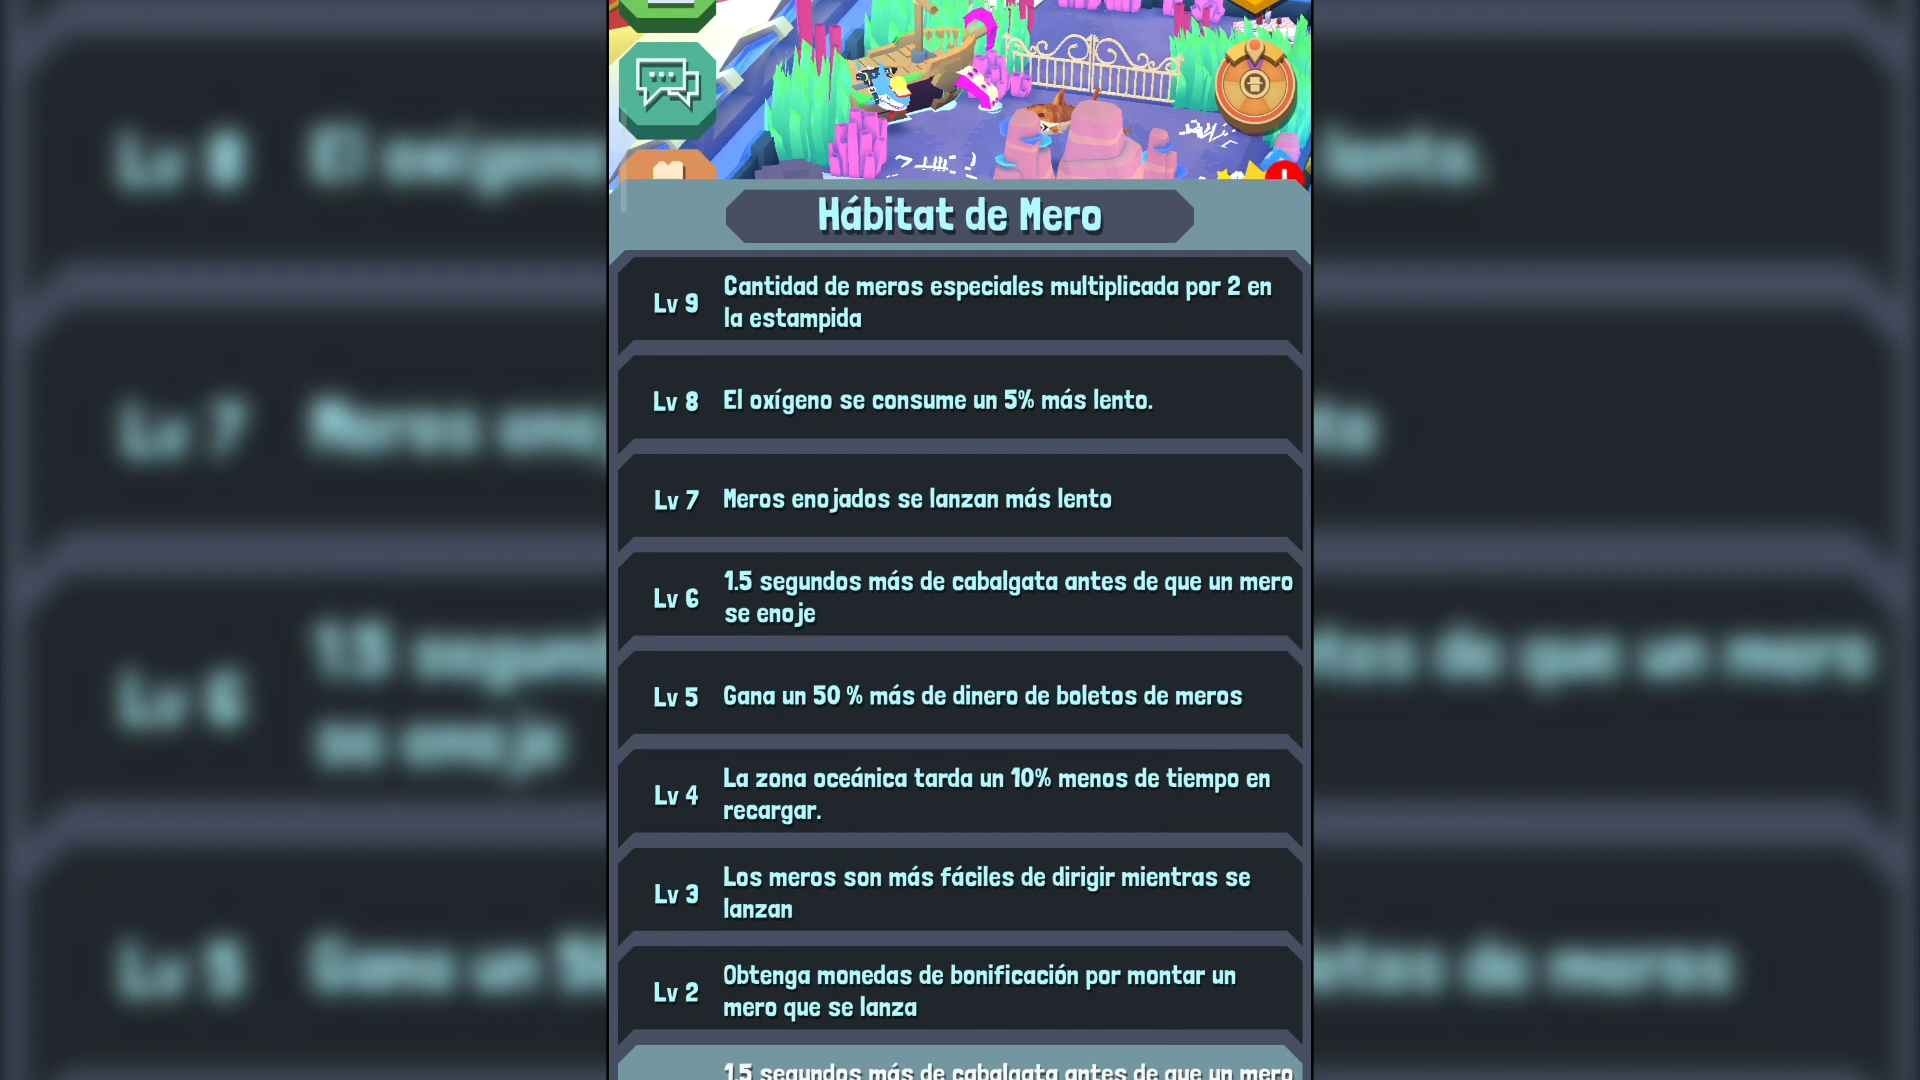 Hábitat de Mero
Lv 9
Cantidad de meros especiales multiplicada por 2 en
la estampida
Lv 8
El oxígeno se consume un 5% más lento.
Lv 7
Meros enojados se lanzan más lento
Lv 6
1.5 segundos más de cabalgata antes de que un mero
se enoje
Lv 5
Gana un 50 % más de dinero de boletos de meros
Lv 4
La zona oceánica tarda un 10% menos de tiempo en
recargar.
Lv 3
Los meros son más fáciles de dirigir mientras se
lanzan
Lv 2
Obtenga monedas de bonificación por montar un
mero que se lanza
1.5 segundos más de cabalgata antes de que un mero